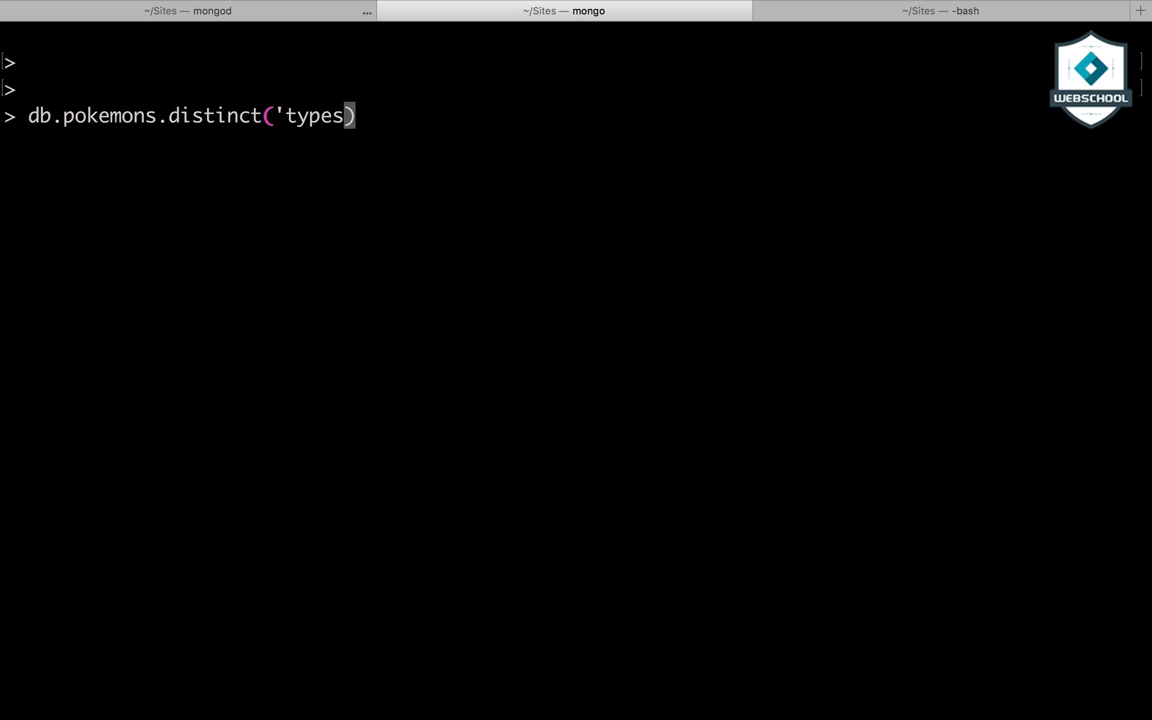 ~/Sites — mongod ... ~/Sites — mongo ~/Sites — -bash +
[> ]
[> ]
> db.pokemons.distinct('types)
WEBSCHOOL